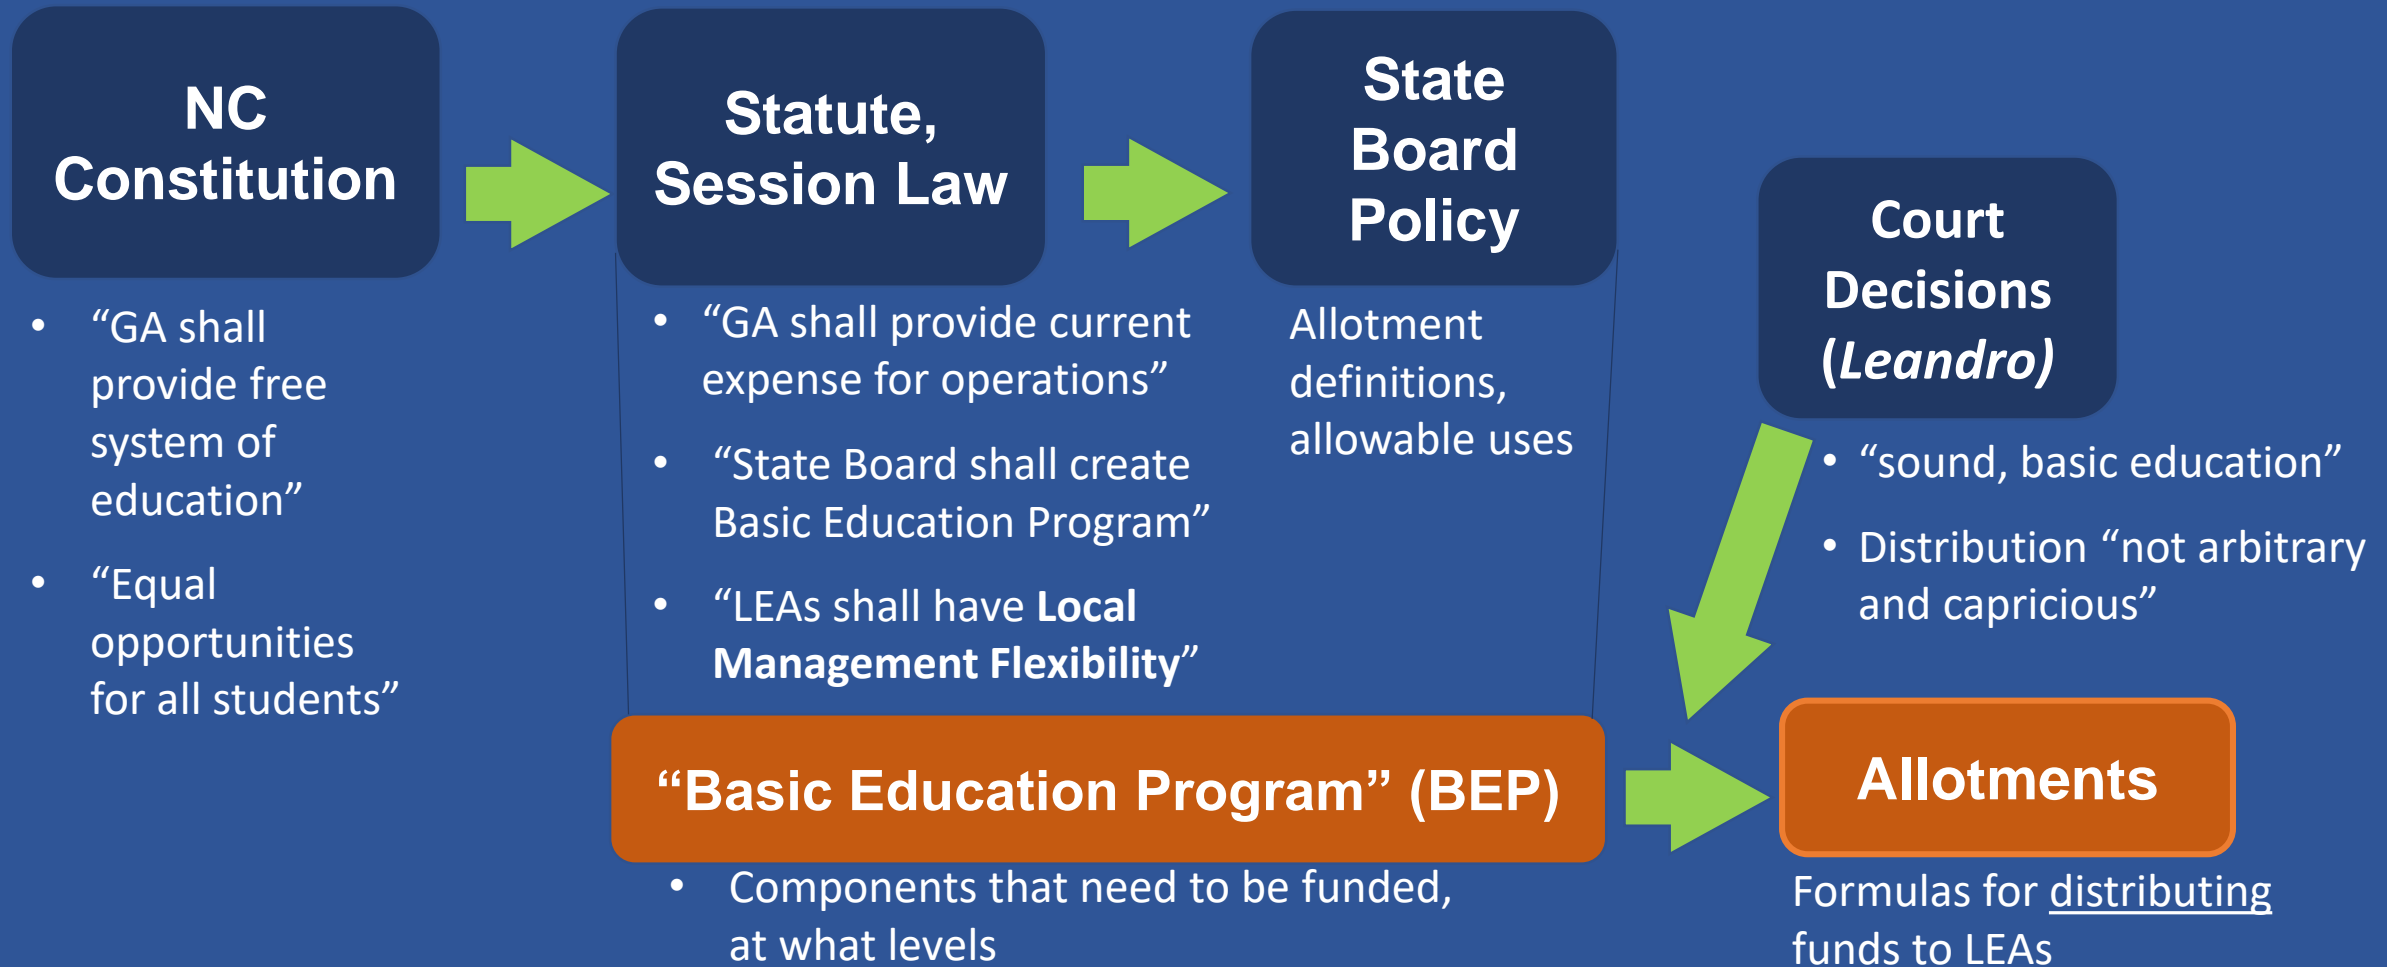 NC
Constitution
• “GA shall
provide free
system of
education”
• “Equal
opportunities
for all students”
Statute,
Session Law
• “GA shall provide current
expense for operations”
• “State Board shall create
Basic Education Program”
• “LEAs shall have Local
Management Flexibility”
State
Board
Policy
Allotment
definitions,
allowable uses
Court
Decisions
(Leandro)
• “sound, basic education”
• Distribution “not arbitrary
and capricious”
“Basic Education Program” (BEP)
• Components that need to be funded,
at what levels
Allotments
Formulas for distributing
funds to LEAs